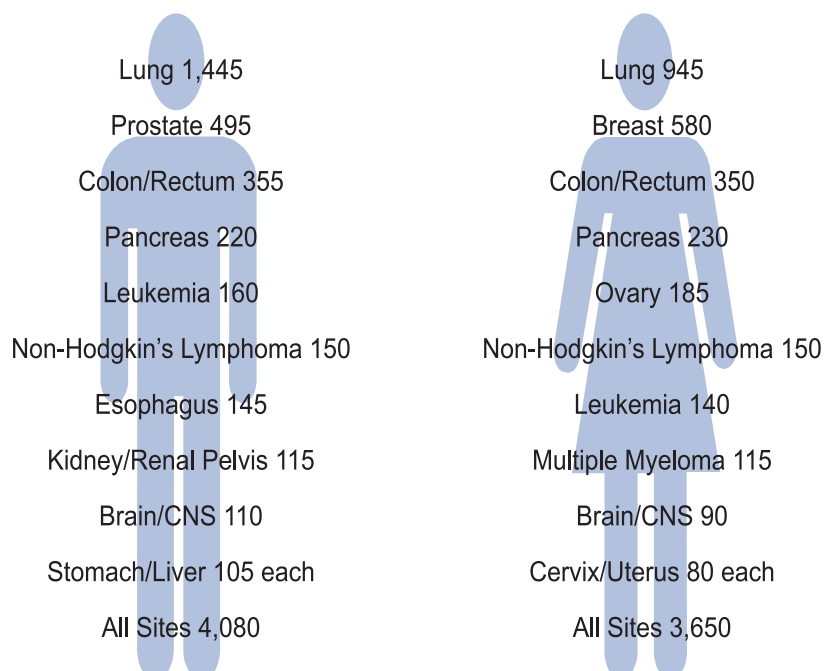 Lung 1,445
Prostate 495
Colon/Rectum 355
Pancreas 220
Leukemia 160
Non-Hodgkin’s Lymphoma 150
Esophagus 145
Kidney/Renal Pelvis 115
Brain/CNS 110
Stomach/Liver 105 each
All Sites 4,080
Lung 945
Breast 580
Colon/Rectum 350
Pancreas 230
Ovary 185
Non-Hodgkin’s Lymphoma 150
Leukemia 140
Multiple Myeloma 115
Brain/CNS 90
Cervix/Uterus 80 each
All Sites 3,650